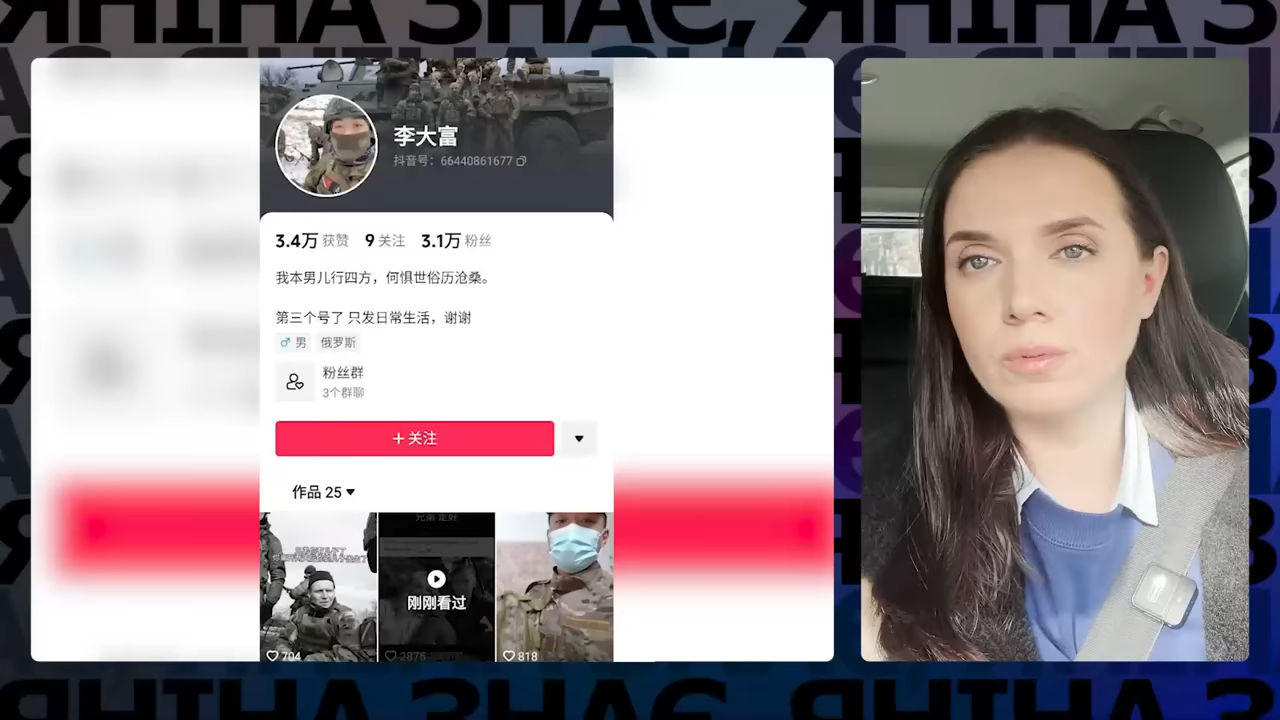 ЯНІНА ЗНАЄ, ЯНІНА З
李大富
抖音号：66440861677
3.4万 获赞 9 关注 3.1万 粉丝
我本男儿行四方，何惧世俗历沧桑。
第三个号了 只发日常生活，谢谢
♂ 男 俄罗斯
粉丝群
3个群聊
+ 关注
作品 25
刚刚看过
704
2876
818
ЯНІНА ЗНАЄ, ЯНІНА З